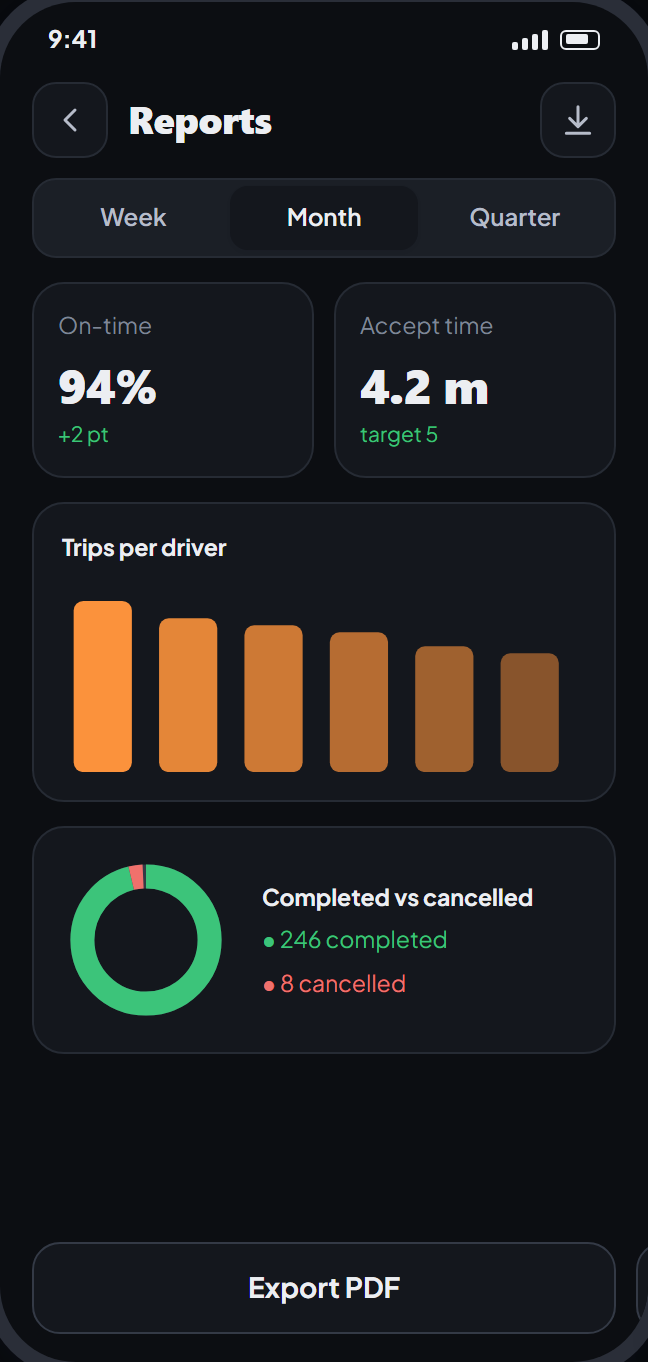 9:41
Reports
Week
Month
Quarter
On-time
94%
+2 pt
Accept time
4.2 m
target 5
Trips per driver
Completed vs cancelled
246 completed
8 cancelled
Export PDF